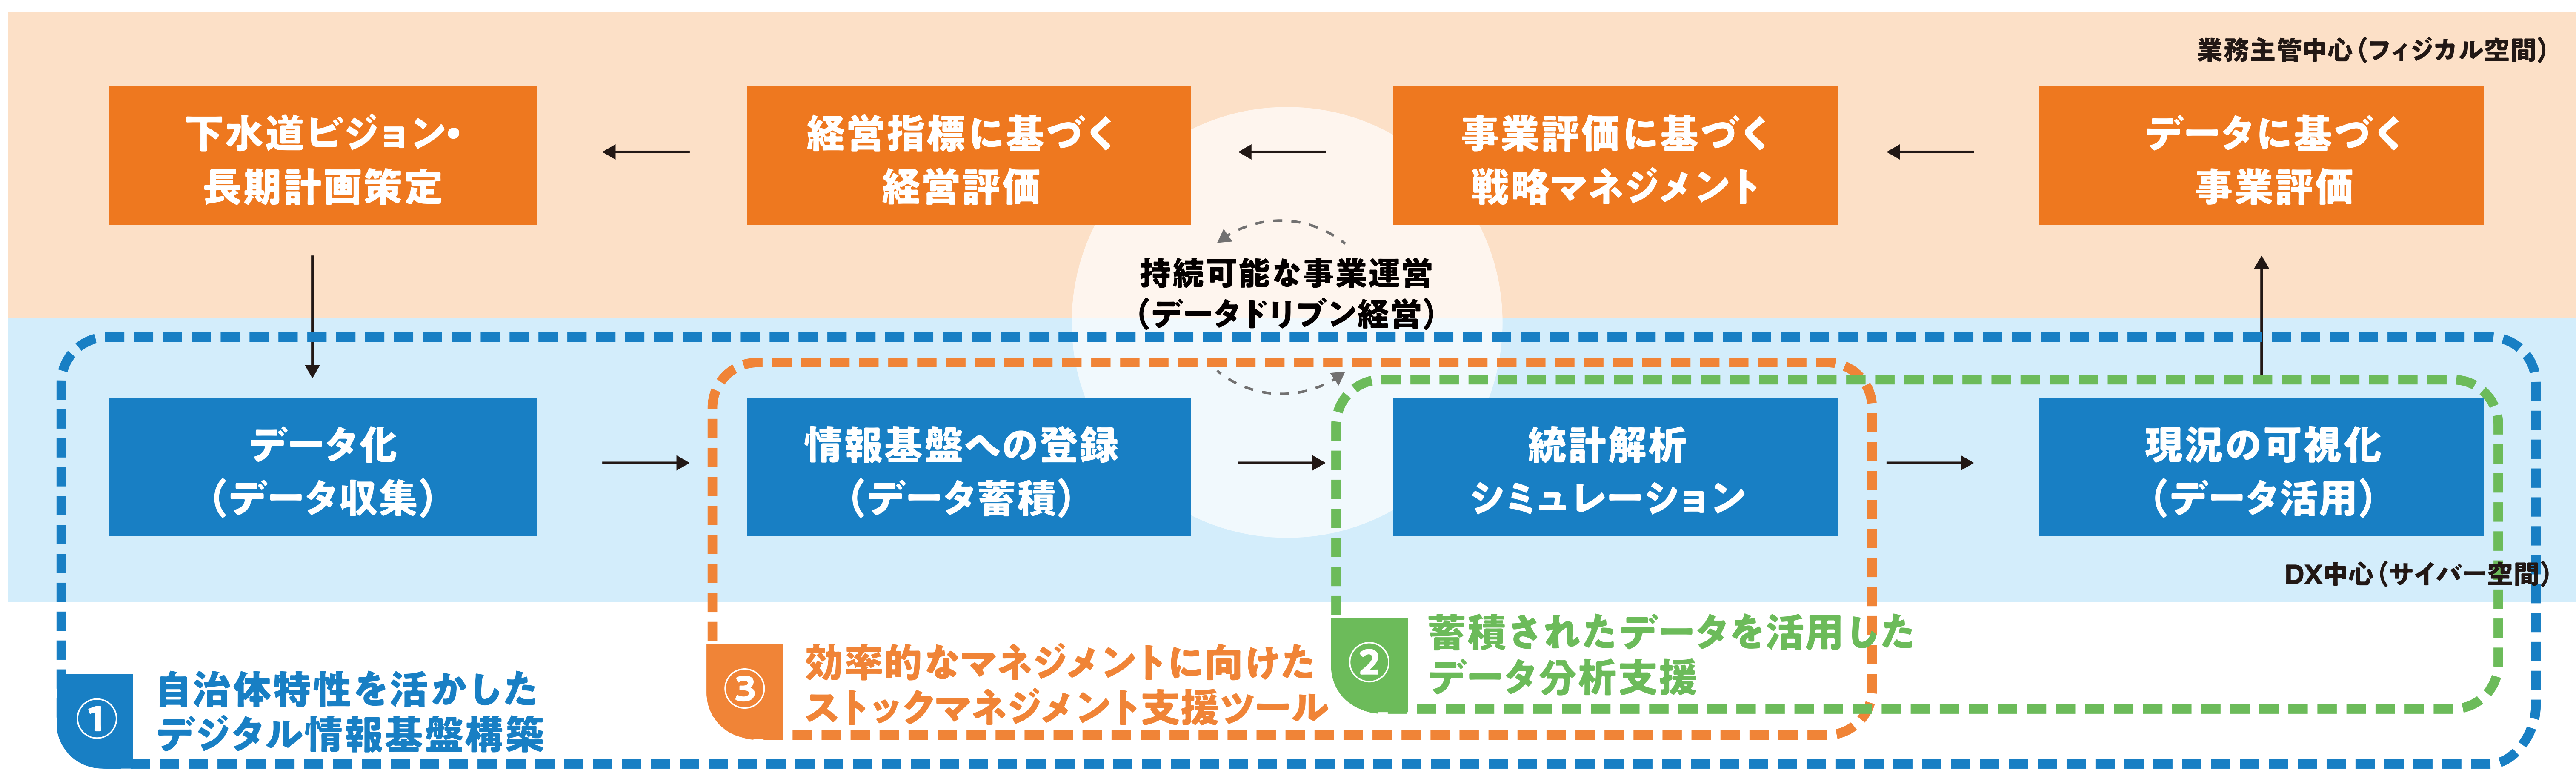 業務主管中心（フィジカル空間）
下水道ビジョン・
長期計画策定
経営指標に基づく
経営評価
事業評価に基づく
戦略マネジメント
データに基づく
事業評価
持続可能な事業運営
（データドリブン経営）
データ化
（データ収集）
情報基盤への登録
（データ蓄積）
統計解析
シミュレーション
現況の可視化
（データ活用）
DX中心（サイバー空間）
①
自治体特性を活かした
デジタル情報基盤構築
③
効率的なマネジメントに向けた
ストックマネジメント支援ツール
②
蓄積されたデータを活用した
データ分析支援